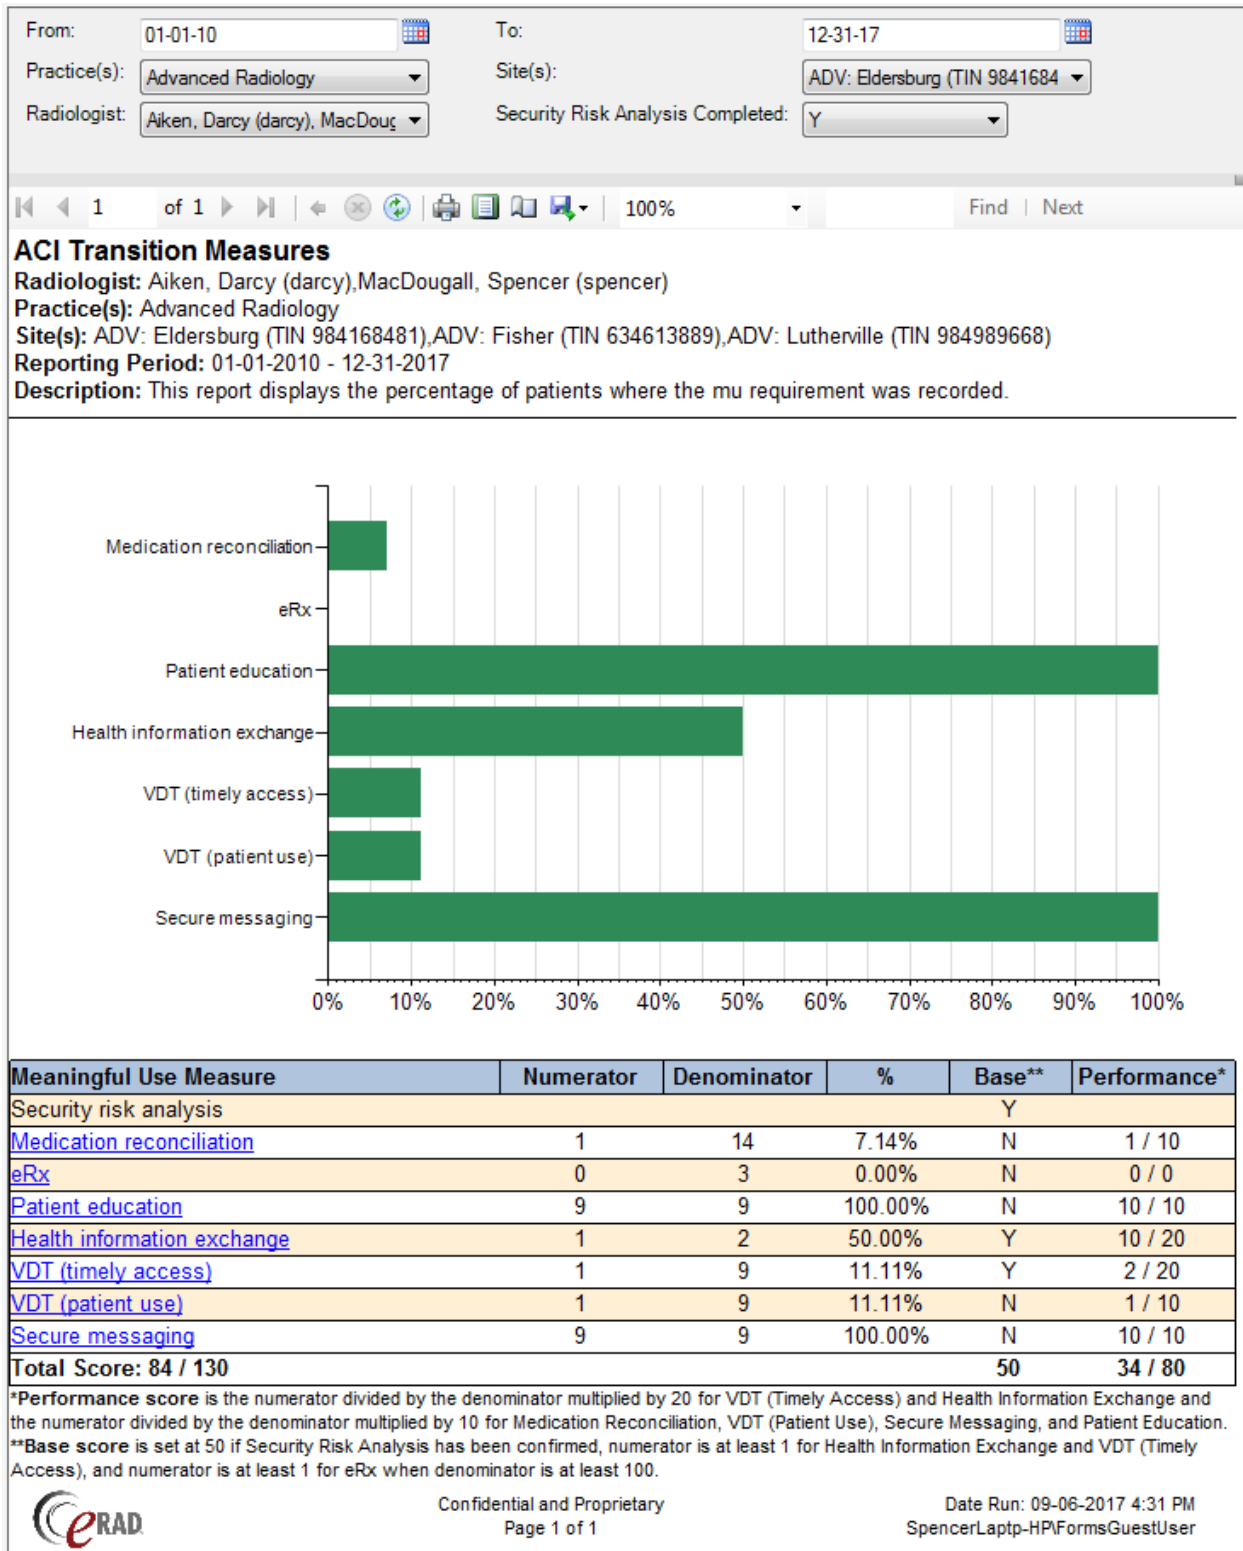 From: 01-01-10 To: 12-31-17
Practice(s): Advanced Radiology Site(s): ADV: Eldersburg (TIN 9841684
Radiologist: Aiken, Darcy (darcy), MacDoug Security Risk Analysis Completed: Y
1 of 1 100% Find | Next
ACI Transition Measures
Radiologist: Aiken, Darcy (darcy),MacDougall, Spencer (spencer)
Practice(s): Advanced Radiology
Site(s): ADV: Eldersburg (TIN 984168481),ADV: Fisher (TIN 634613889),ADV: Lutherville (TIN 984989668)
Reporting Period: 01-01-2010 - 12-31-2017
Description: This report displays the percentage of patients where the mu requirement was recorded.
Medication reconciliation
eRx
Patient education
Health information exchange
VDT (timely access)
VDT (patient use)
Secure messaging
0% 10% 20% 30% 40% 50% 60% 70% 80% 90% 100%
Meaningful Use Measure Numerator Denominator % Base** Performance*
Security risk analysis Y
Medication reconciliation 1 14 7.14% N 1 / 10
eRx 0 3 0.00% N 0 / 0
Patient education 9 9 100.00% N 10 / 10
Health information exchange 1 2 50.00% Y 10 / 20
VDT (timely access) 1 9 11.11% Y 2 / 20
VDT (patient use) 1 9 11.11% N 1 / 10
Secure messaging 9 9 100.00% N 10 / 10
Total Score: 84 / 130 50 34 / 80
*Performance score is the numerator divided by the denominator multiplied by 20 for VDT (Timely Access) and Health Information Exchange and
the numerator divided by the denominator multiplied by 10 for Medication Reconciliation, VDT (Patient Use), Secure Messaging, and Patient Education.
**Base score is set at 50 if Security Risk Analysis has been confirmed, numerator is at least 1 for Health Information Exchange and VDT (Timely
Access), and numerator is at least 1 for eRx when denominator is at least 100.
eRAD Confidential and Proprietary Date Run: 09-06-2017 4:31 PM
Page 1 of 1 SpencerLaptp-HP\FormsGuestUser